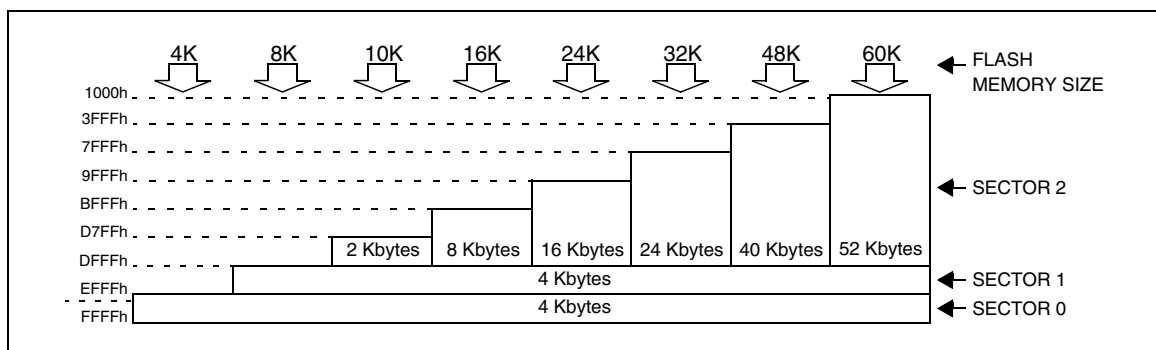 4K 8K 10K 16K 24K 32K 48K 60K
FLASH
MEMORY SIZE
1000h
3FFFh
7FFFh
9FFFh
SECTOR 2
BFFFh
D7FFh
2 Kbytes 8 Kbytes 16 Kbytes 24 Kbytes 40 Kbytes 52 Kbytes
DFFFh
4 Kbytes
SECTOR 1
EFFFh
4 Kbytes
SECTOR 0
FFFFh